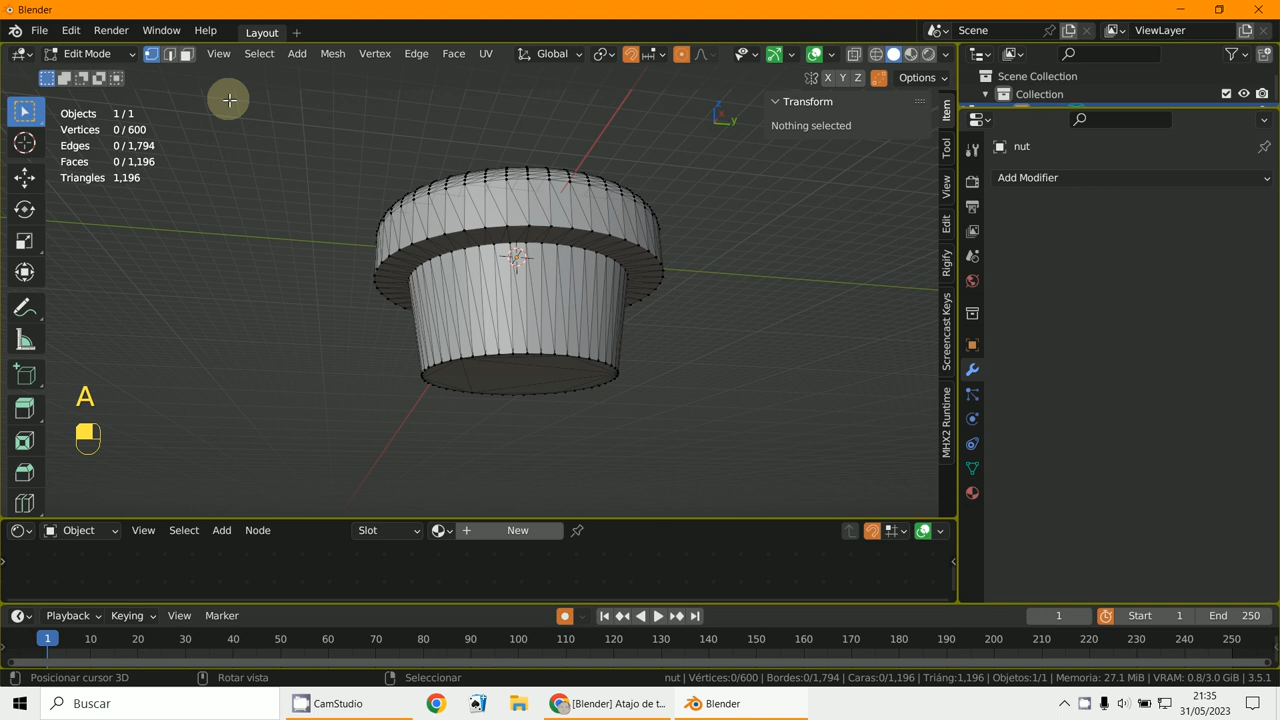 Blender
File Edit Render Window Help Layout + Scene ViewLayer
Edit Mode View Select Add Mesh Vertex Edge Face UV Global
X Y Z Options
Scene Collection
Collection
Objects 1 / 1
Vertices 0 / 600
Edges 0 / 1,794
Faces 0 / 1,196
Triangles 1,196
Transform
Nothing selected
Item
Tool
View
Edit
Rigify
Screencast Keys
MHX2 Runtime
X
Y
Z
nut
Add Modifier
A
Object View Select Add Node Slot New
Playback Keying View Marker 1 Start 1 End 250
1 10 20 30 40 50 60 70 80 90 100 110 120 130 140 150 160 170 180 190 200 210 220 230 240 250
Posicionar cursor 3D Rotar vista Seleccionar nut | Vértices:0/600 | Bordes:0/1,794 | Caras:0/1,196 | Triáng:1,196 | Objetos:1/1 | Memoria: 27.1 MiB | VRAM: 0.8/3.0 GiB | 3.5.1
Buscar CamStudio [Blender] Atajo de t... Blender
21:35
31/05/2023